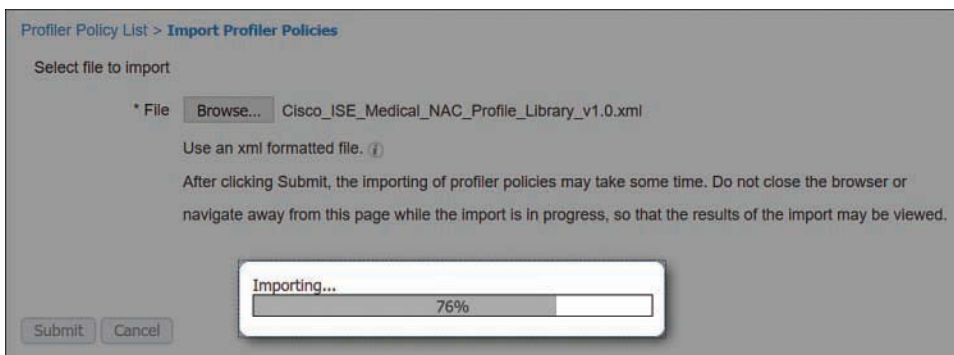 Profiler Policy List > Import Profiler Policies
Select file to import
* File Browse... Cisco_ISE_Medical_NAC_Profile_Library_v1.0.xml
Use an xml formatted file. i
After clicking Submit, the importing of profiler policies may take some time. Do not close the browser or
navigate away from this page while the import is in progress, so that the results of the import may be viewed.
Importing...
76%
Submit Cancel